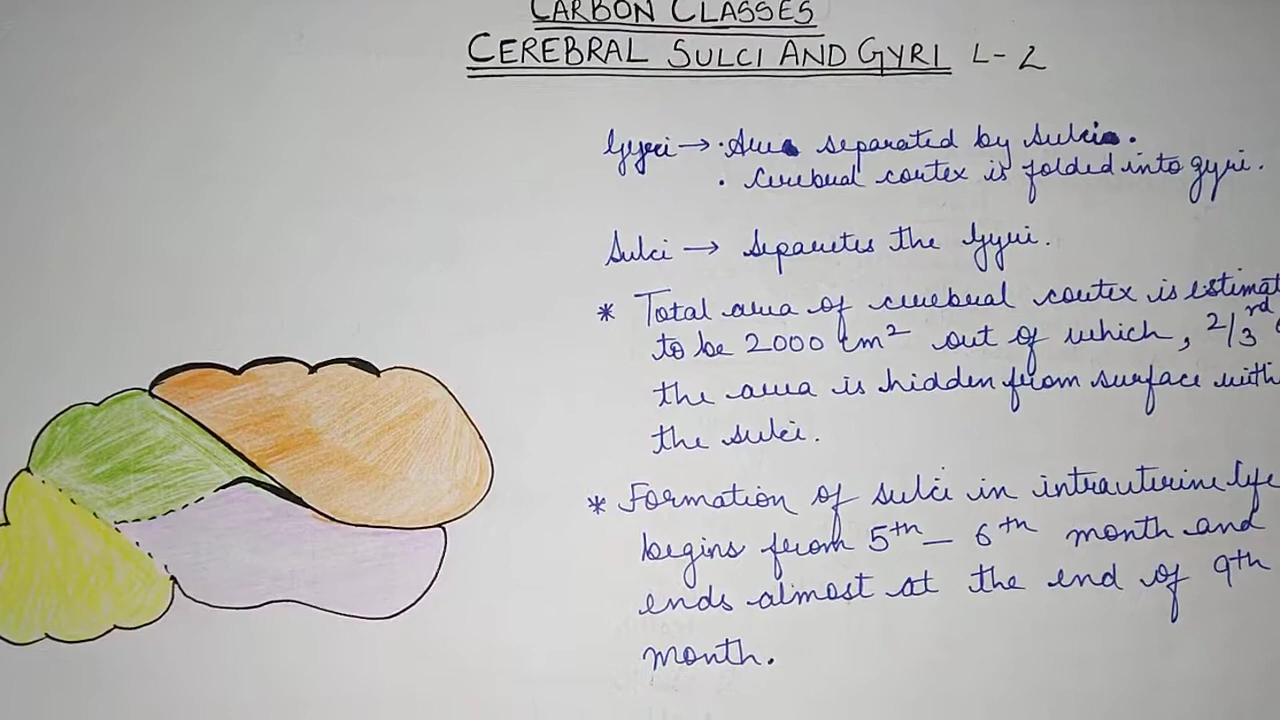 CARBON CLASSES
CEREBRAL SULCI AND GYRI L-2
Gyri → · Area separated by sulci.
· Cerebral cortex is folded into gyri.
Sulci → Separates the Gyri.
* Total area of cerebral cortex is estimat
to be 2000 cm² out of which, 2/3rd
the area is hidden from surface with
the sulci.
* Formation of sulci in intrauterine life
begins from 5th – 6th month and
ends almost at the end of 9th
month.